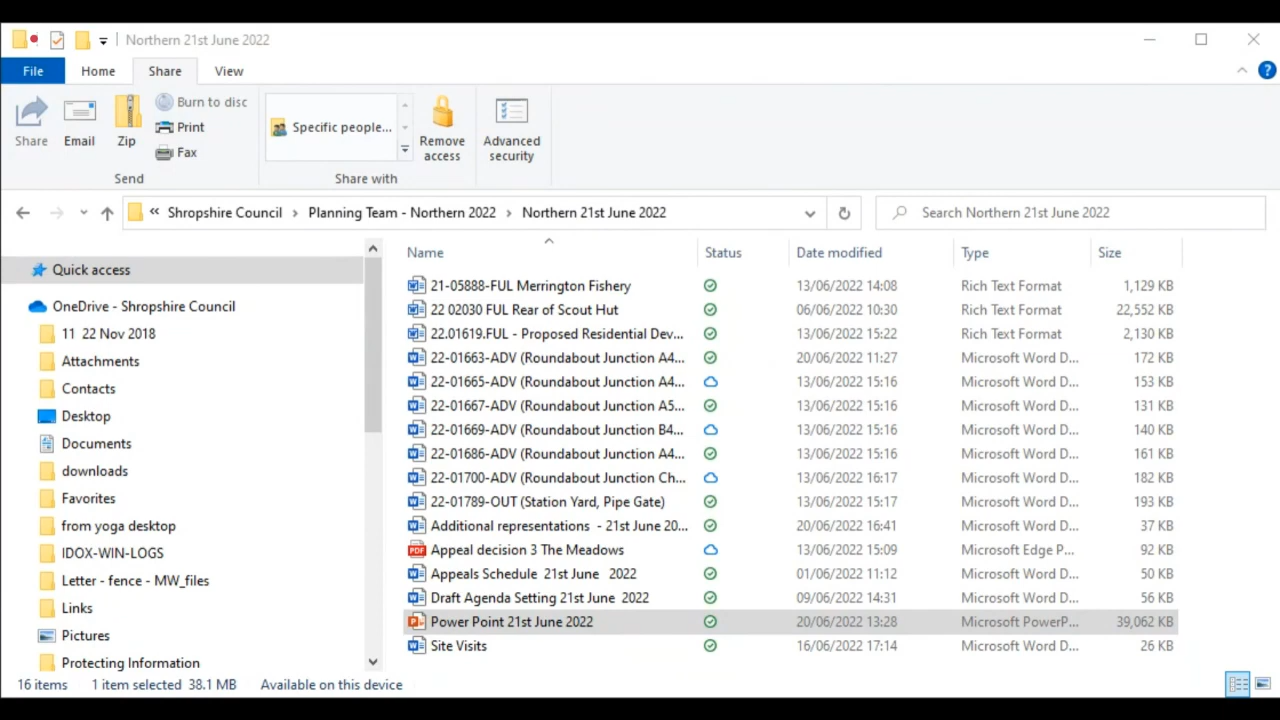 Northern 21st June 2022
File Home Share View
Share Email Zip Burn to disc Print Fax Specific people... Remove access Advanced security
Send Share with
« Shropshire Council › Planning Team - Northern 2022 › Northern 21st June 2022 Search Northern 21st June 2022
Quick access
OneDrive - Shropshire Council
11 22 Nov 2018
Attachments
Contacts
Desktop
Documents
downloads
Favorites
from yoga desktop
IDOX-WIN-LOGS
Letter - fence - MW_files
Links
Pictures
Protecting Information
Name Status Date modified Type Size
21-05888-FUL Merrington Fishery 13/06/2022 14:08 Rich Text Format 1,129 KB
22 02030 FUL Rear of Scout Hut 06/06/2022 10:30 Rich Text Format 22,552 KB
22.01619.FUL - Proposed Residential Dev... 13/06/2022 15:22 Rich Text Format 2,130 KB
22-01663-ADV (Roundabout Junction A4... 20/06/2022 11:27 Microsoft Word D... 172 KB
22-01665-ADV (Roundabout Junction A4... 13/06/2022 15:16 Microsoft Word D... 153 KB
22-01667-ADV (Roundabout Junction A5... 13/06/2022 15:16 Microsoft Word D... 131 KB
22-01669-ADV (Roundabout Junction B4... 13/06/2022 15:16 Microsoft Word D... 140 KB
22-01686-ADV (Roundabout Junction A4... 13/06/2022 15:16 Microsoft Word D... 161 KB
22-01700-ADV (Roundabout Junction Ch... 13/06/2022 16:17 Microsoft Word D... 182 KB
22-01789-OUT (Station Yard, Pipe Gate) 13/06/2022 15:17 Microsoft Word D... 193 KB
Additional representations - 21st June 20... 20/06/2022 16:41 Microsoft Word D... 37 KB
Appeal decision 3 The Meadows 13/06/2022 15:09 Microsoft Edge P... 92 KB
Appeals Schedule 21st June 2022 01/06/2022 11:12 Microsoft Word D... 50 KB
Draft Agenda Setting 21st June 2022 09/06/2022 14:31 Microsoft Word D... 56 KB
Power Point 21st June 2022 20/06/2022 13:28 Microsoft PowerP... 39,062 KB
Site Visits 16/06/2022 17:14 Microsoft Word D... 26 KB
16 items 1 item selected 38.1 MB Available on this device